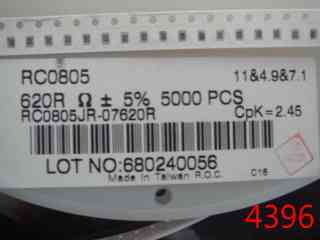 RC0805 11&4.9&7.1
620R Ω ± 5% 5000 PCS
RC0805JR-07620R CpK=2.45
LOT NO:680240056
Made in Taiwan R.O.C. C16
4396